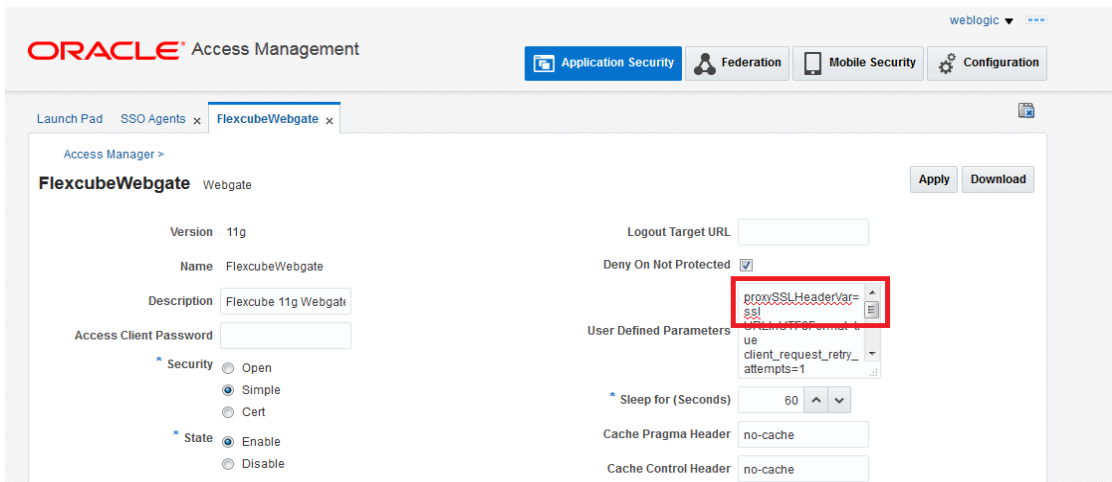 weblogic
ORACLE Access Management
Application Security
Federation
Mobile Security
Configuration
Launch Pad
SSO Agents x
FlexcubeWebgate x
Access Manager >
FlexcubeWebgate Webgate
Apply
Download
Version 11g
Name FlexcubeWebgate
Description Flexcube 11g Webgate
Access Client Password
* Security
Open
Simple
Cert
* State
Enable
Disable
Logout Target URL
Deny On Not Protected
User Defined Parameters
proxySSLHeaderVar=
ssl
URLInUTF8Format=tr
ue
client_request_retry_
attempts=1
* Sleep for (Seconds) 60
Cache Pragma Header no-cache
Cache Control Header no-cache